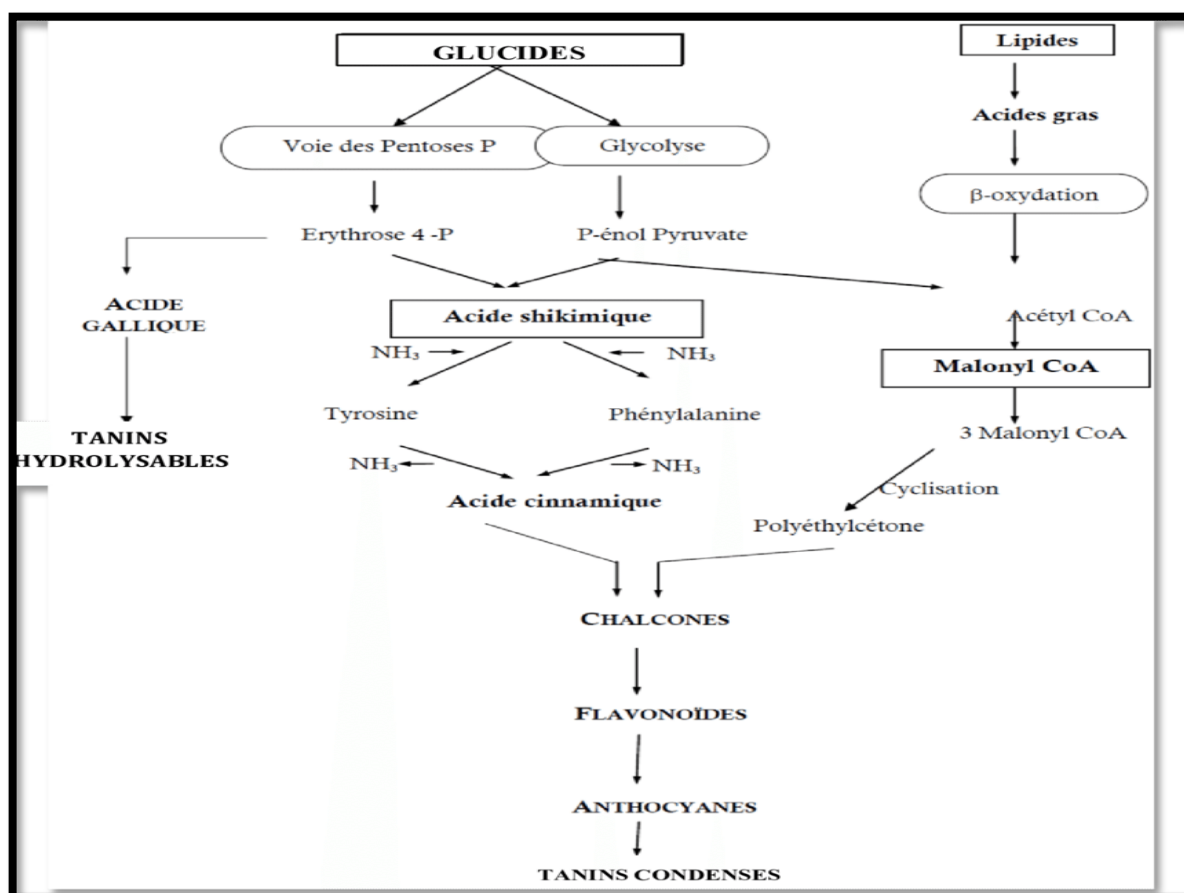 GLUCIDES
Lipides
Acides gras
Voie des Pentoses P
Glycolyse
β-oxydation
Erythrose 4 -P
P-énol Pyruvate
ACIDE
GALLIQUE
Acide shikimique
Acétyl CoA
NH₃
NH₃
Malonyl CoA
Tyrosine
Phénylalanine
3 Malonyl CoA
TANINS
HYDROLYSABLES
NH₃
NH₃
Cyclisation
Acide cinnamique
Polyéthylcétone
CHALCONES
FLAVONOÏDES
ANTHOCYANES
TANINS CONDENSES